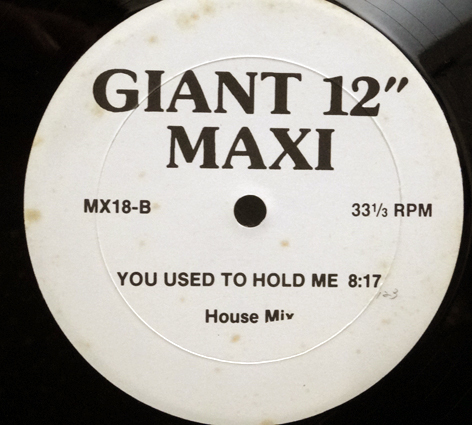 GIANT 12"
MAXI
MX18-B
33⅓ RPM
YOU USED TO HOLD ME 8:17
House Mix